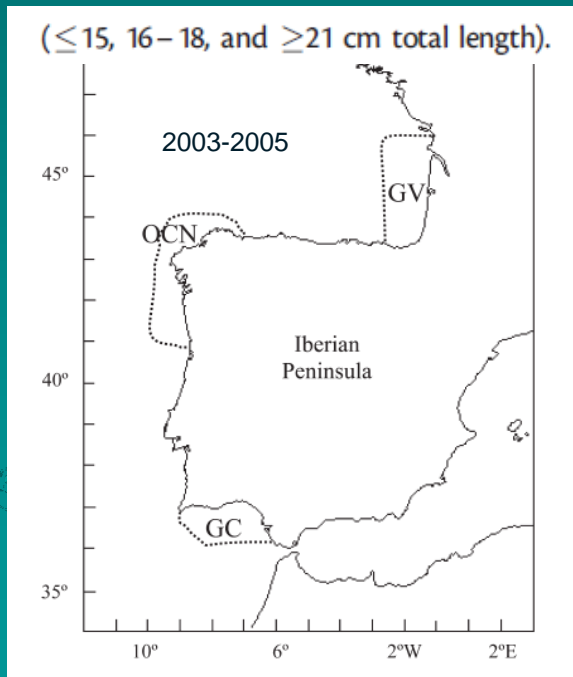 (≤15, 16–18, and ≥21 cm total length).
2003-2005
45º
GV
OCN
Iberian
Peninsula
40º
GC
35º
10º 6º 2ºW 2ºE